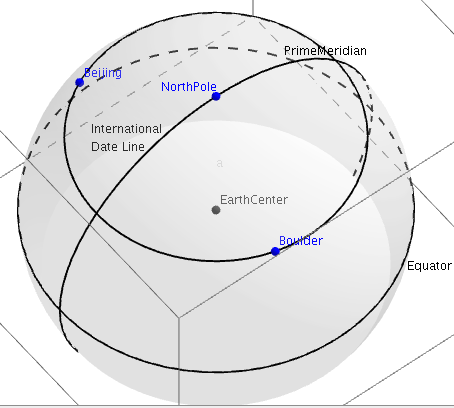 PrimeMeridian
Beijing
NorthPole
International
Date Line
a
EarthCenter
Boulder
Equator